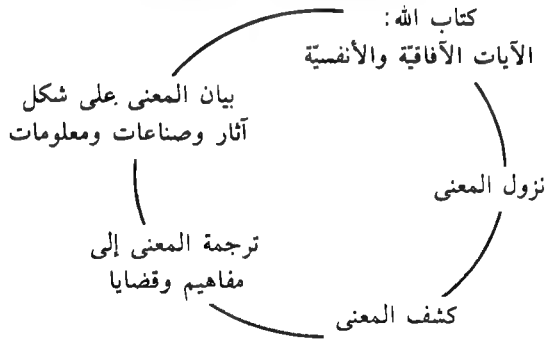 كتاب الله:
الآيات الآفاقيّة والأنفسيّة
نزول المعنى
كشف المعنى
ترجمة المعنى إلى
مفاهيم وقضايا
بيان المعنى على شكل
آثار وصناعات ومعلومات